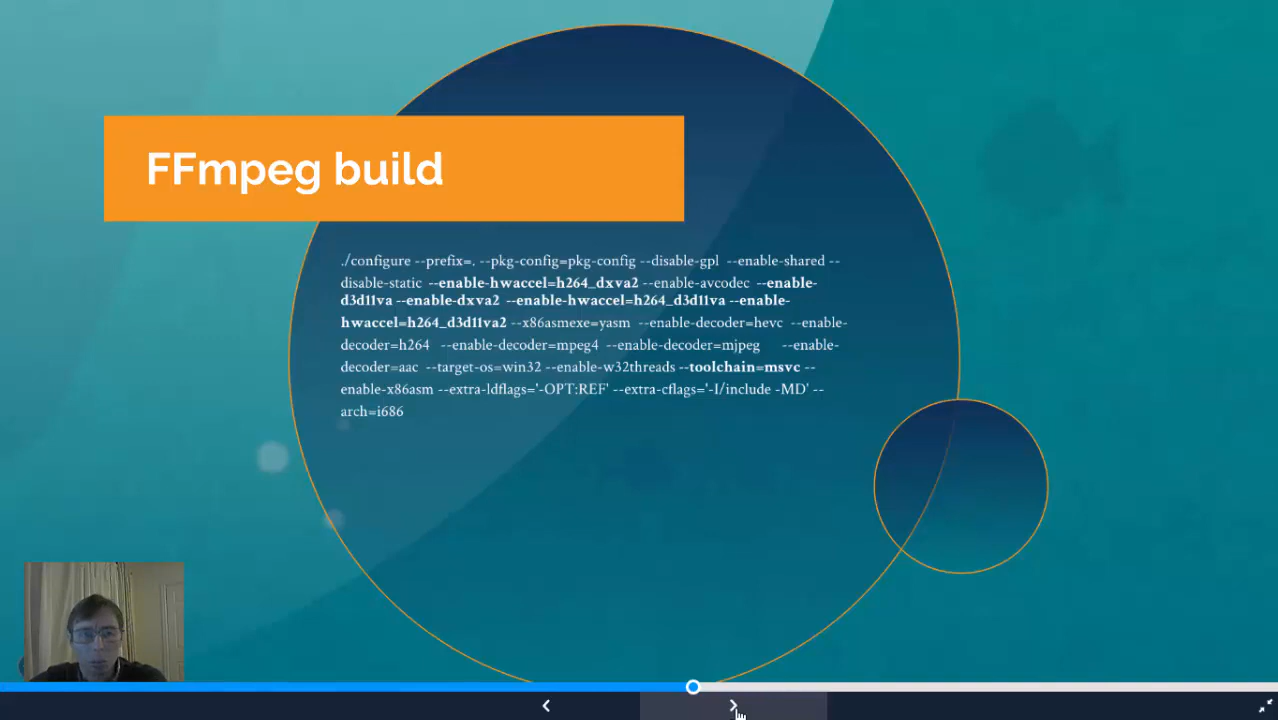 FFmpeg build
./configure --prefix=. --pkg-config=pkg-config --disable-gpl --enable-shared --
disable-static --enable-hwaccel=h264_dxva2 --enable-avcodec --enable-
d3d11va --enable-dxva2 --enable-hwaccel=h264_d3d11va --enable-
hwaccel=h264_d3d11va2 --x86asmexe=yasm --enable-decoder=hevc --enable-
decoder=h264 --enable-decoder=mpeg4 --enable-decoder=mjpeg --enable-
decoder=aac --target-os=win32 --enable-w32threads --toolchain=msvc --
enable-x86asm --extra-ldflags='-OPT:REF' --extra-cflags='-I/include -MD' --
arch=i686